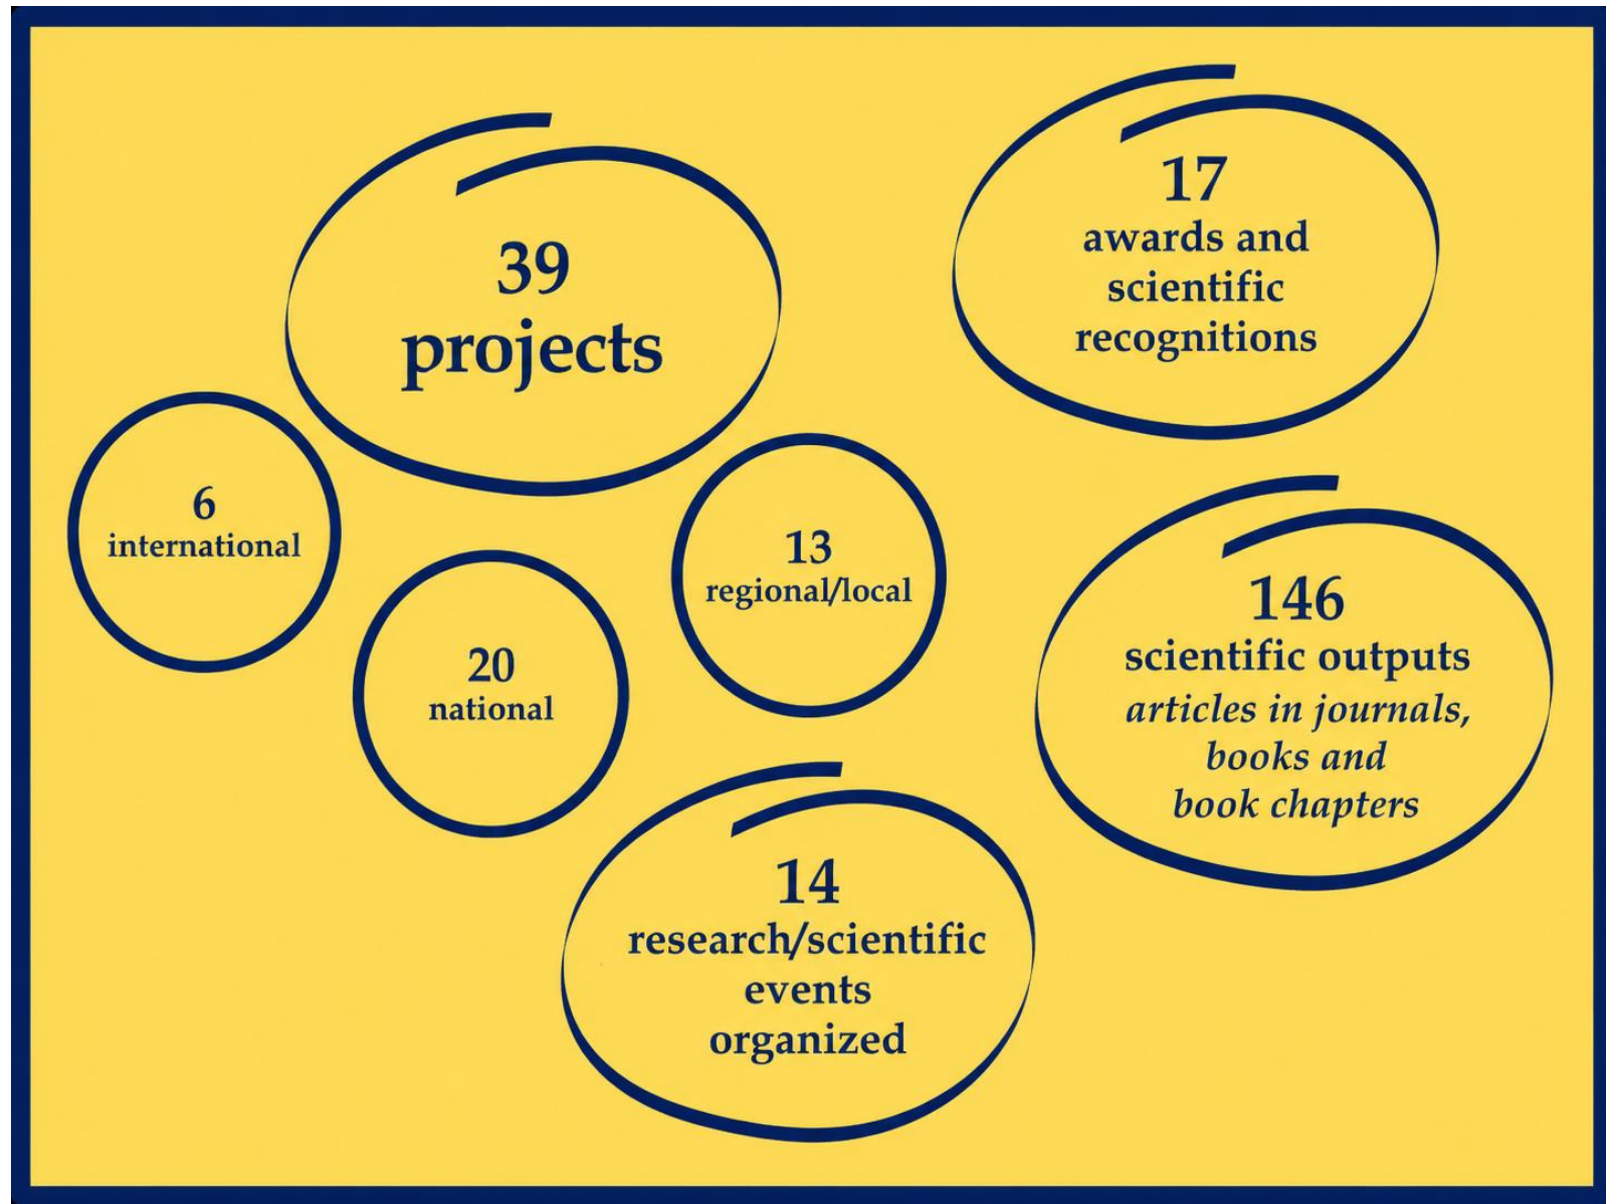 39
projects
6
international
20
national
13
regional/local
17
awards and
scientific
recognitions
146
scientific outputs
articles in journals,
books and
book chapters
14
research/scientific
events
organized